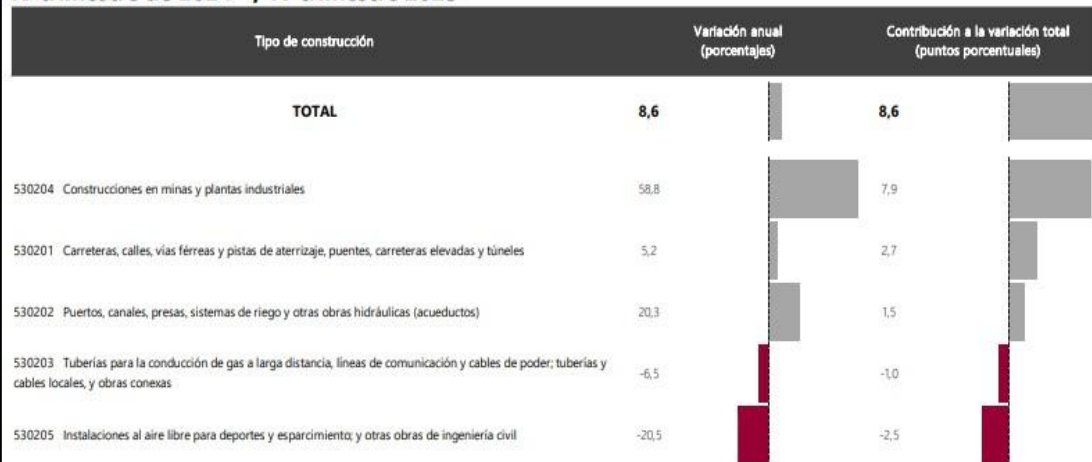 Tipo de construcción
Variación anual
(porcentajes)
Contribución a la variación total
(puntos porcentuales)
TOTAL 8,6 8,6
530204 Construcciones en minas y plantas industriales 58,8 7,9
530201 Carreteras, calles, vías férreas y pistas de aterrizaje, puentes, carreteras elevadas y túneles 5,2 2,7
530202 Puertos, canales, presas, sistemas de riego y otras obras hidráulicas (acueductos) 20,3 1,5
530203 Tuberías para la conducción de gas a larga distancia, líneas de comunicación y cables de poder; tuberías y
cables locales, y obras conexas -6,5 -1,0
530205 Instalaciones al aire libre para deportes y esparcimiento; y otras obras de ingeniería civil -20,5 -2,5